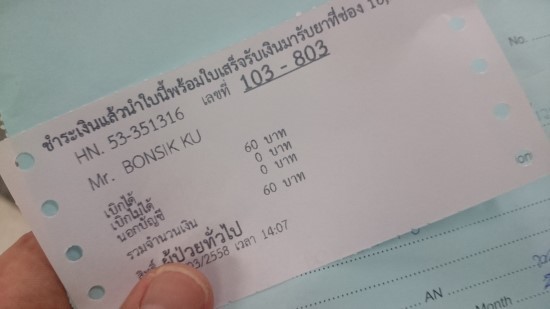 ชำระเงินแล้วนำใบนี้พร้อมใบเสร็จรับเงินมารับยาที่ช่อง
HN. 53-351316 เลขที่ 103 - 803
Mr. BONSIK KU
เบิกได้ 60 บาท
เบิกไม่ได้ 0 บาท
นอกบัญชี 0 บาท
รวมจำนวนเงิน 60 บาท
สิทธิ์ ผู้ป่วยทั่วไป
/2558 เวลา 14:07
No.
on
AN
Month